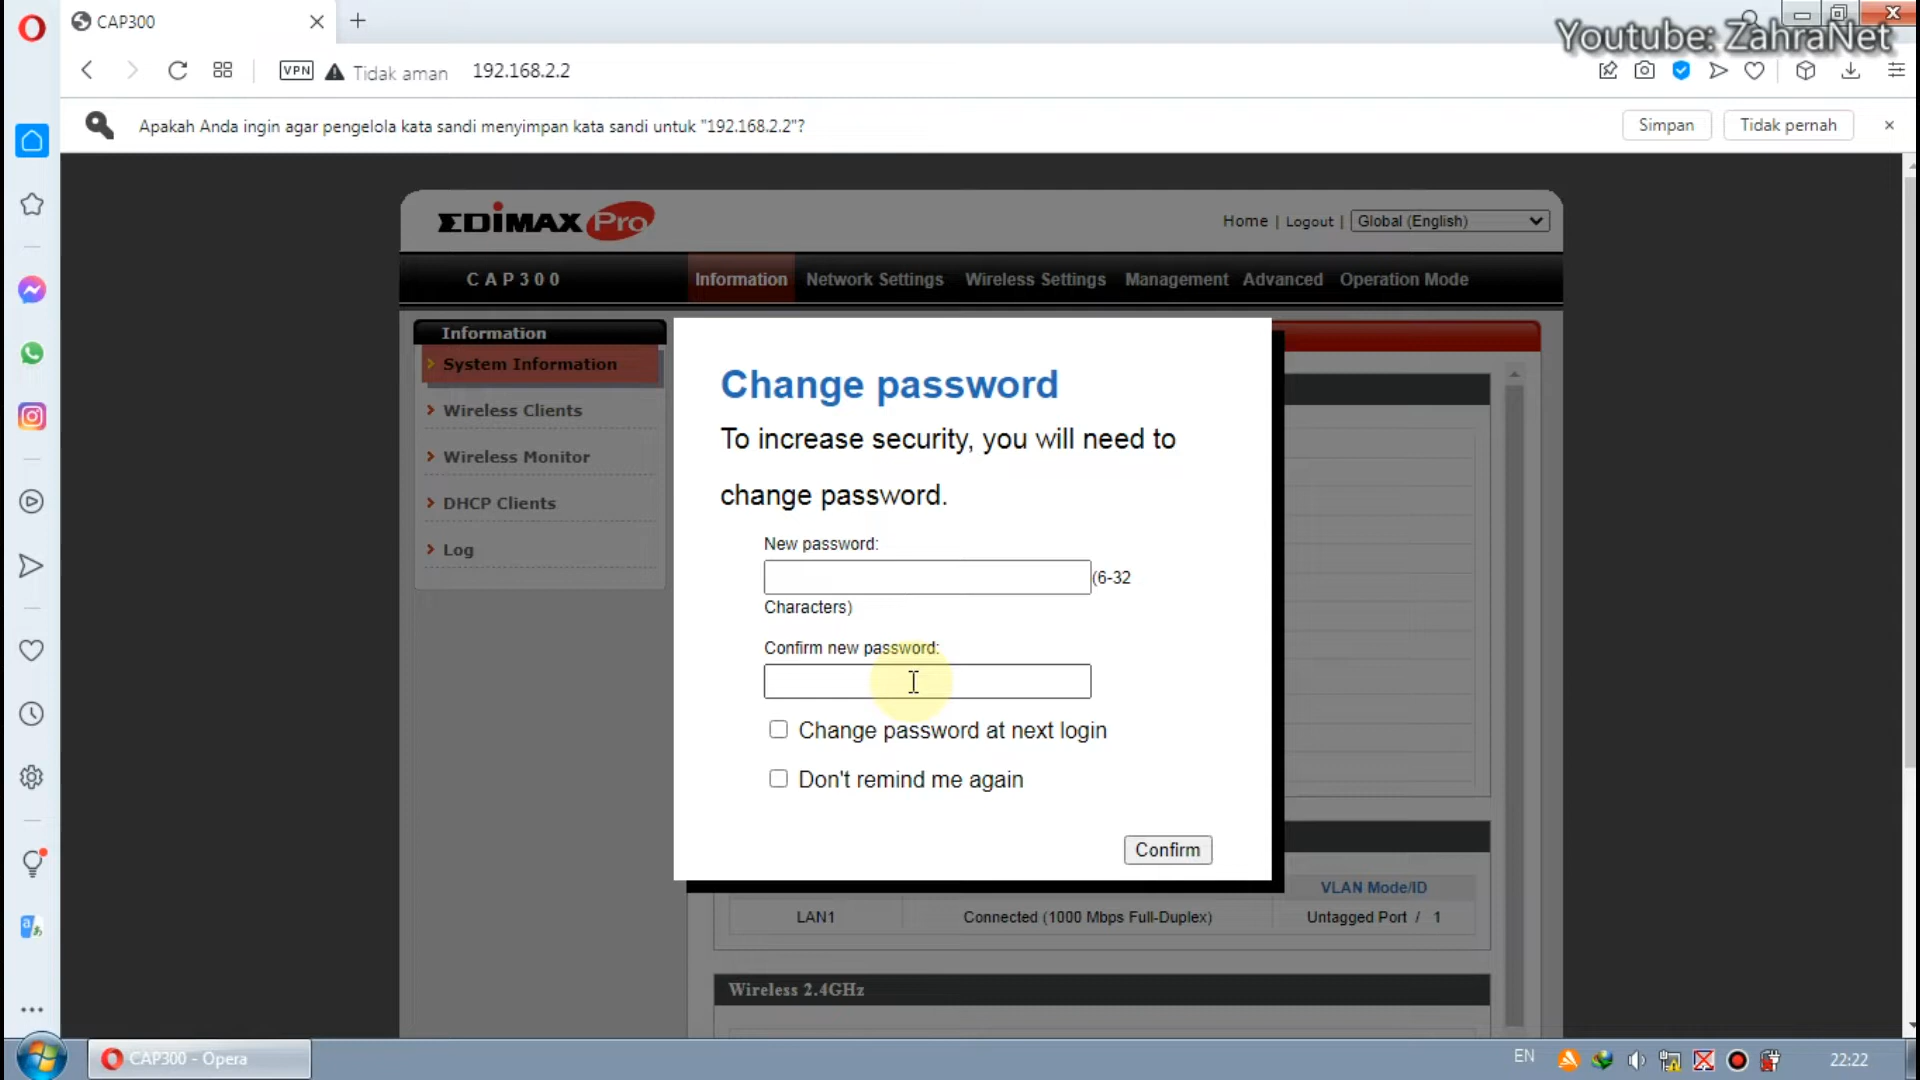 CAP300
Youtube: ZahraNet
VPN
Tidak aman
192.168.2.2
Apakah Anda ingin agar pengelola kata sandi menyimpan kata sandi untuk "192.168.2.2"?
Simpan
Tidak pernah
EDIMAX Pro
Home | Logout |
Global (English)
CAP300
Information
Network Settings
Wireless Settings
Management
Advanced
Operation Mode
Information
System Information
Wireless Clients
Wireless Monitor
DHCP Clients
Log
Change password
To increase security, you will need to
change password.
New password:
(6-32
Characters)
Confirm new password:
Change password at next login
Don't remind me again
Confirm
VLAN Mode/ID
LAN1
Connected (1000 Mbps Full-Duplex)
Untagged Port / 1
Wireless 2.4GHz
CAP300 - Opera
EN
22:22